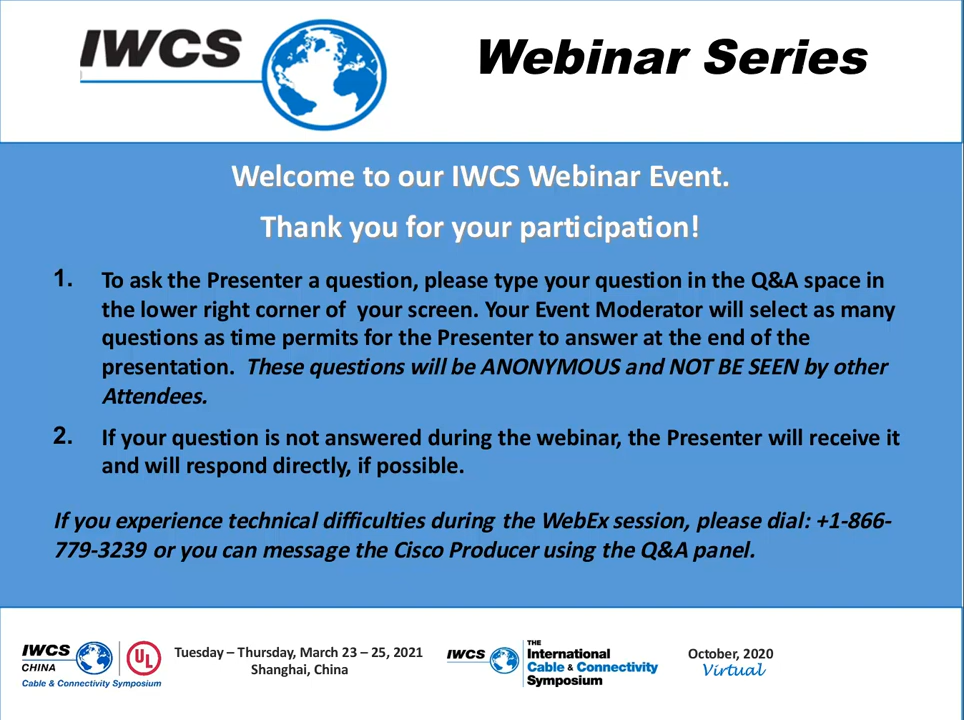 IWCS
Webinar Series
Welcome to our IWCS Webinar Event.
Thank you for your participation!
1. To ask the Presenter a question, please type your question in the Q&A space in
the lower right corner of your screen. Your Event Moderator will select as many
questions as time permits for the Presenter to answer at the end of the
presentation. These questions will be ANONYMOUS and NOT BE SEEN by other
Attendees.
2. If your question is not answered during the webinar, the Presenter will receive it
and will respond directly, if possible.
If you experience technical difficulties during the WebEx session, please dial: +1-866-
779-3239 or you can message the Cisco Producer using the Q&A panel.
IWCS
CHINA
UL
Cable & Connectivity Symposium
Tuesday – Thursday, March 23 – 25, 2021
Shanghai, China
IWCS
THE
International
Cable & Connectivity
Symposium
October, 2020
Virtual